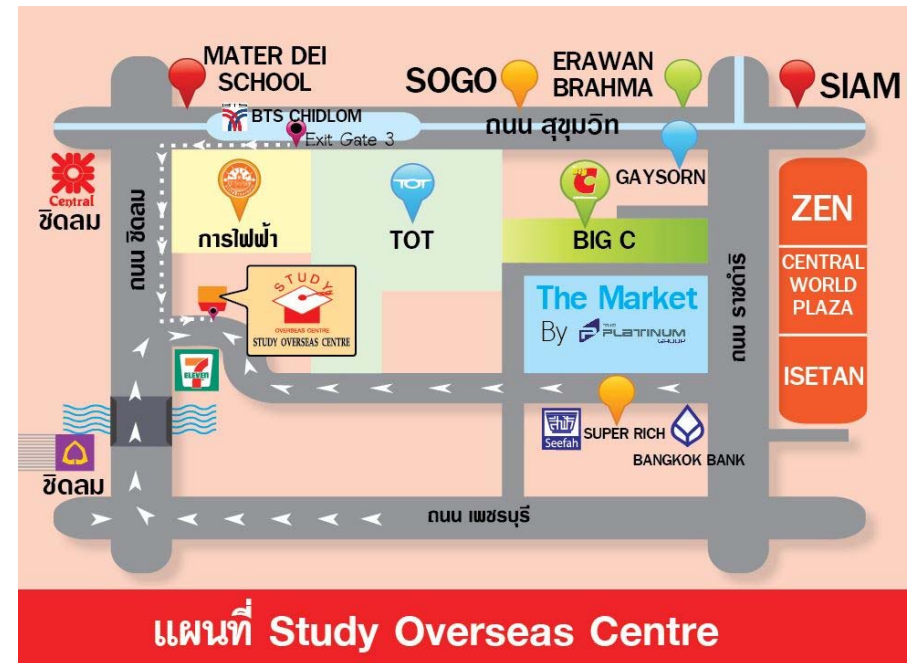 MATER DEI
SCHOOL
SOGO
ERAWAN
BRAHMA
SIAM
BTS CHIDLOM
Exit Gate 3
ถนน สุขุมวิท
Central
ชิดลม
ถนน ชิดลม
การไฟฟ้า
TOT
TOT
BIG C
GAYSORN
ZEN
CENTRAL
WORLD
PLAZA
ISETAN
ถนน ราชดำริ
STUDY
OVERSEAS CENTRE
STUDY OVERSEAS CENTRE
The Market
By THE PLATINUM
GROUP
7
ELEVEN
สีฟ้า
Seefah
SUPER RICH
BANGKOK BANK
ชิดลม
ถนน เพชรบุรี
แผนที่ Study Overseas Centre